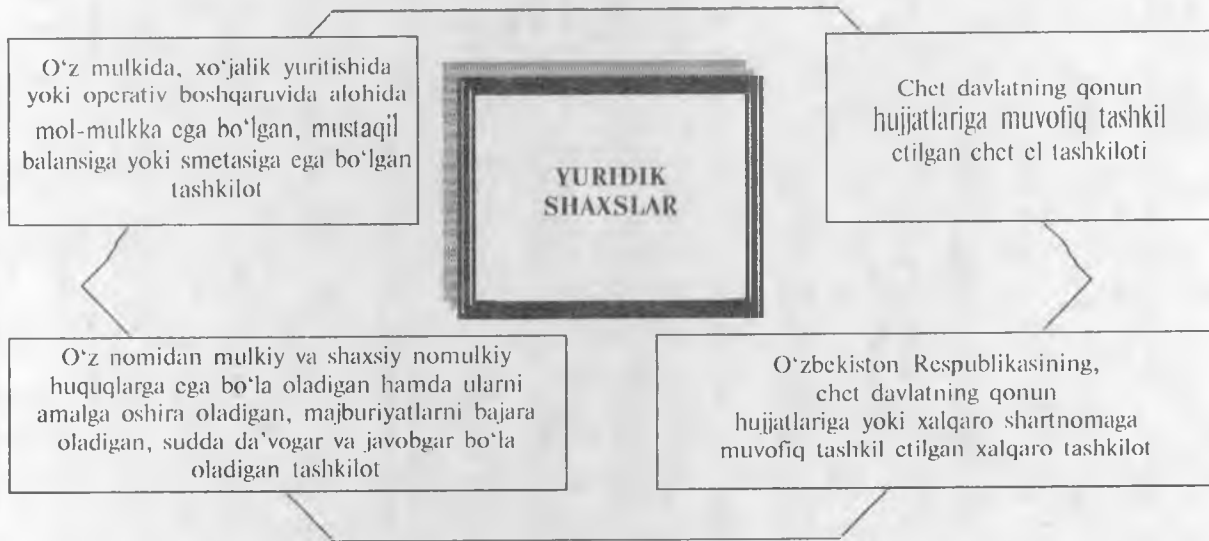 O‘z mulkida, xo‘jalik yuritishida
yoki operativ boshqaruvida alohida
mol-mulkka ega bo‘lgan, mustaqil
balansiga yoki smetasiga ega bo‘lgan
tashkilot
YURIDIK
SHAXSLAR
Chet davlatning qonun
hujjatlariga muvofiq tashkil
etilgan chet el tashkiloti
O‘z nomidan mulkiy va shaxsiy nomulkiy
huquqlarga ega bo‘la oladigan hamda ularni
amalga oshira oladigan, majburiyatlarni bajara
oladigan, sudda da’vogar va javobgar bo‘la
oladigan tashkilot
O‘zbekiston Respublikasining,
chet davlatning qonun
hujjatlariga yoki xalqaro shartnomaga
muvofiq tashkil etilgan xalqaro tashkilot